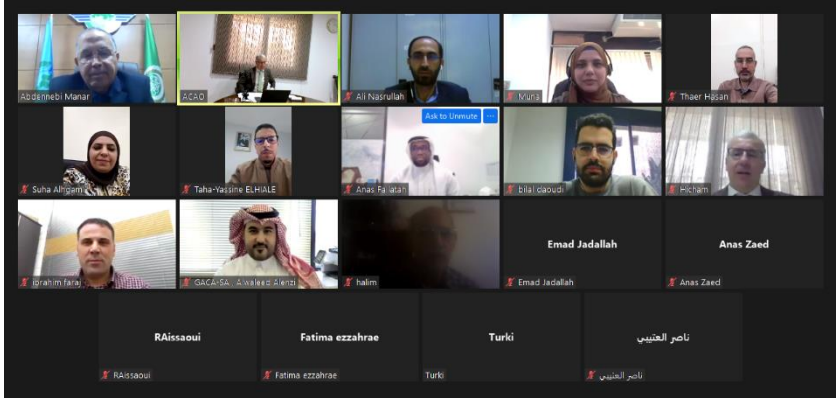 Abdennebi Manar
ACAO
Ali Nasrullah
Muna
Thaer Hasan
Suha Alhgam
Taha-Yassine ELHIALE
Ask to Unmute
Anas Fallatah
bilal daoudi
Hicham
ibrahim faraj
GACA-SA , Alwaleed Alenzi
halim
Emad Jadallah
Emad Jadallah
Anas Zaed
Anas Zaed
RAissaoui
RAissaoui
Fatima ezzahrae
Fatima ezzahrae
Turki
Turki
ناصر العتيبي
ناصر العتيبي